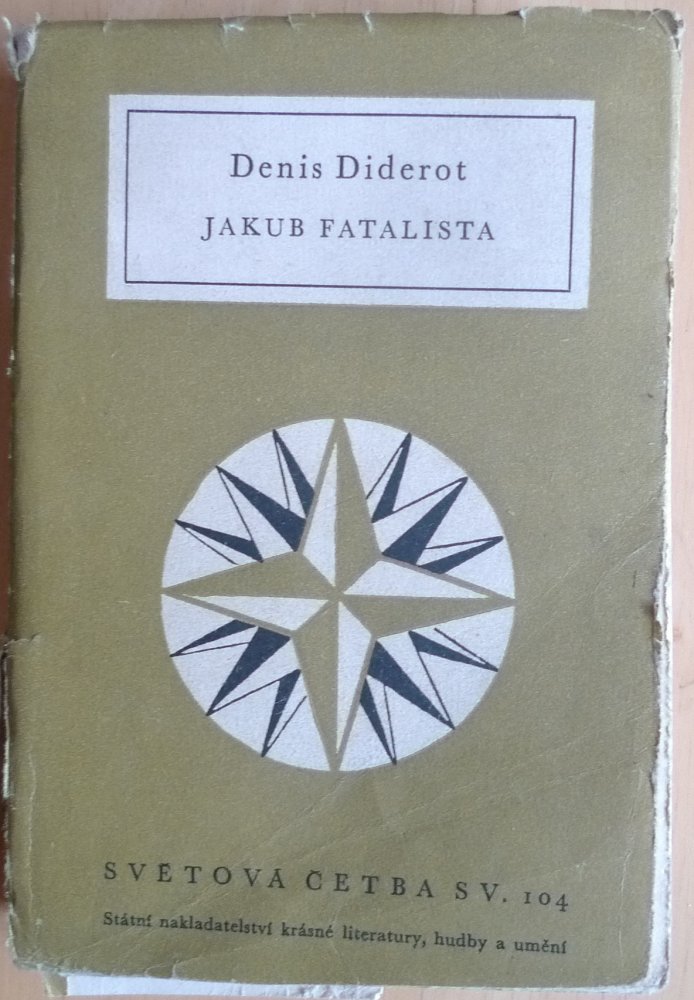 Denis Diderot
JAKUB FATALISTA
SVĚTOVÁ ČETBA SV. 104
Státní nakladatelství krásné literatury, hudby a umění